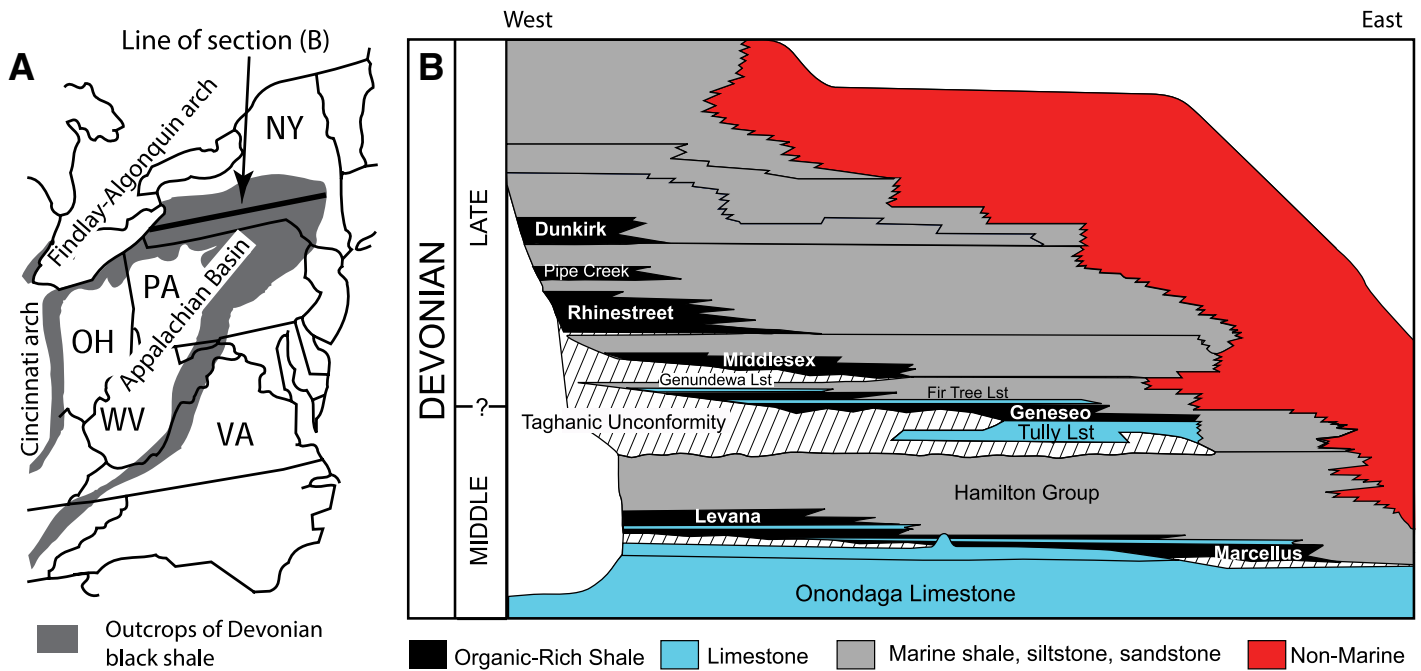 West
East
Line of section (B)
A
B
Findlay-Algonquin arch
NY
PA
OH
Appalachian Basin
Cincinnati arch
WV
VA
Outcrops of Devonian
black shale
DEVONIAN
LATE
?
MIDDLE
Dunkirk
Pipe Creek
Rhinestreet
Middlesex
Genundewa Lst
Fir Tree Lst
Geneseo
Taghanic Unconformity
Tully Lst
Hamilton Group
Levana
Marcellus
Onondaga Limestone
Organic-Rich Shale
Limestone
Marine shale, siltstone, sandstone
Non-Marine